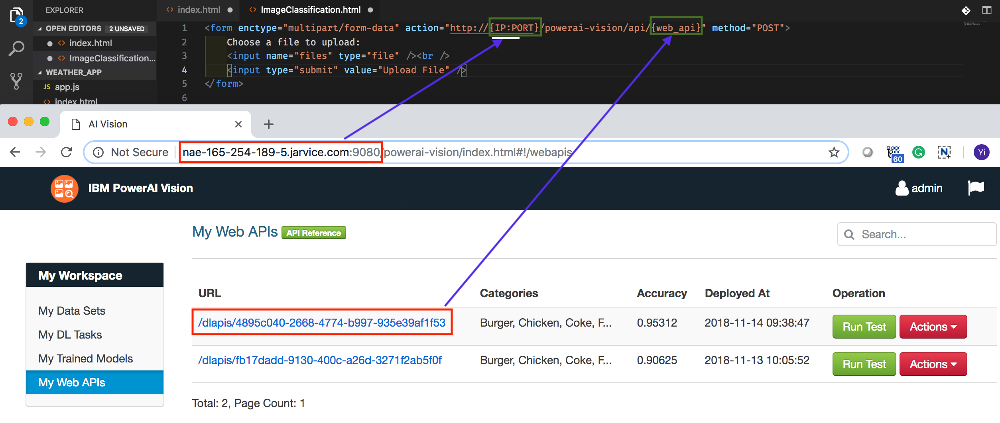 EXPLORER
index.html
ImageClassification.html
2
OPEN EDITORS 2 UNSAVED
index.html
ImageClassification...
WEATHER_APP
JS app.js
index.html
1 <form enctype="multipart/form-data" action="http://{IP:PORT}/powerai-vision/api/{web_api}" method="POST">
2 Choose a file to upload:
3 <input name="files" type="file" /><br />
4 <input type="submit" value="Upload File" />
5 </form>
6
AI Vision
Not Secure nae-165-254-189-5.jarvice.com:9080/powerai-vision/index.html#!/webapis
60
G
N
Yi
IBM PowerAI Vision
admin
My Web APIs API Reference
Search...
My Workspace
My Data Sets
My DL Tasks
My Trained Models
My Web APIs
URL Categories Accuracy Deployed At Operation
/dlapis/4895c040-2668-4774-b997-935e39af1f53 Burger, Chicken, Coke, F... 0.95312 2018-11-14 09:38:47 Run Test Actions
/dlapis/fb17dadd-9130-400c-a26d-3271f2ab5f0f Burger, Chicken, Coke, F... 0.90625 2018-11-13 10:05:52 Run Test Actions
Total: 2, Page Count: 1